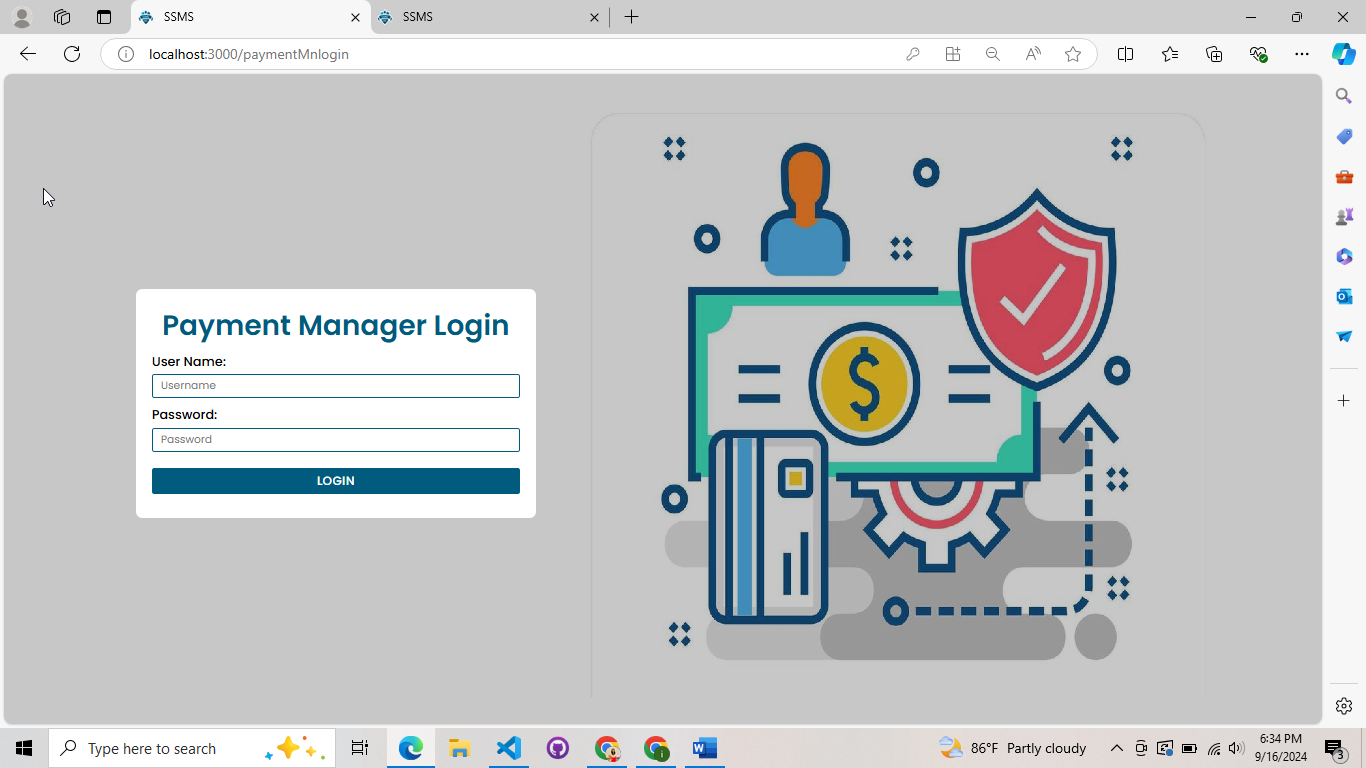 SSMS
SSMS
localhost:3000/paymentMnlogin
Payment Manager Login
User Name:
Username
Password:
Password
LOGIN
$
Type here to search
W
86°F Partly cloudy
6:34 PM
9/16/2024
3